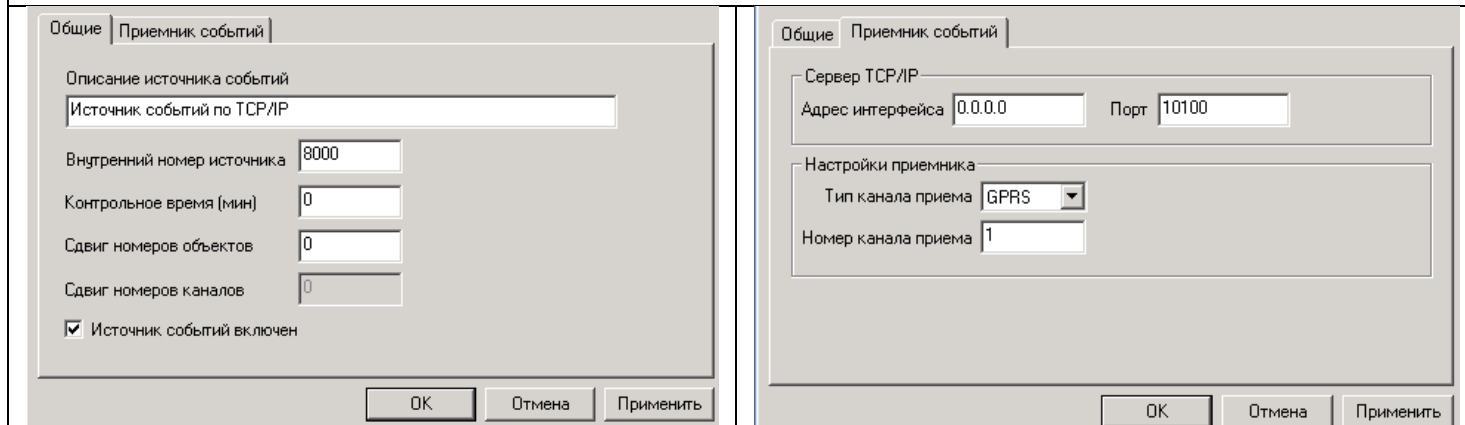 Общие Приемник событий
Описание источника событий
Источник событий по TCP/IP
Внутренний номер источника 8000
Контрольное время (мин) 0
Сдвиг номеров объектов 0
Сдвиг номеров каналов 0
Источник событий включен
OK Отмена Применить
Общие Приемник событий
Сервер TCP/IP
Адрес интерфейса 0.0.0.0 Порт 10100
Настройки приемника
Тип канала приема GPRS
Номер канала приема 1
OK Отмена Применить